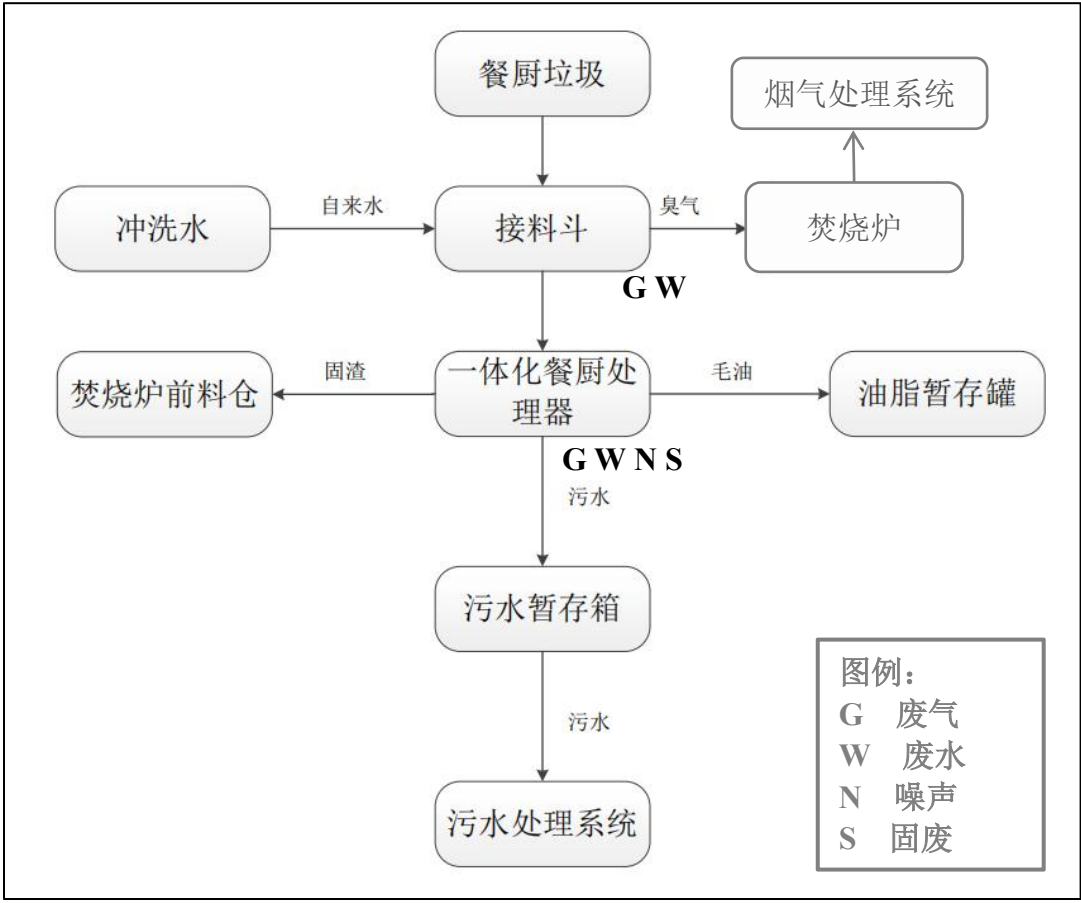 餐厨垃圾
烟气处理系统
冲洗水
自来水
接料斗
臭气
焚烧炉
G W
焚烧炉前料仓
固渣
一体化餐厨处
理器
毛油
油脂暂存罐
G W N S
污水
污水暂存箱
污水
污水处理系统
图例：
G 废气
W 废水
N 噪声
S 固废